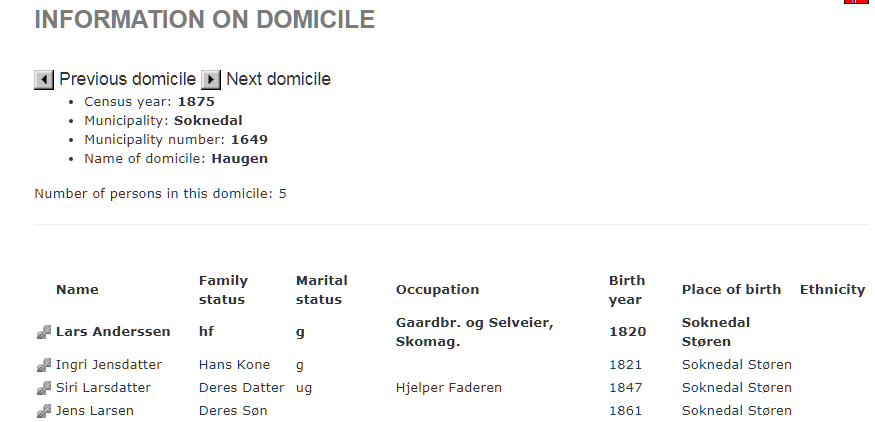 INFORMATION ON DOMICILE
Previous domicile Next domicile
• Census year: 1875
• Municipality: Soknedal
• Municipality number: 1649
• Name of domicile: Haugen
Number of persons in this domicile: 5
Name Family status Marital status Occupation Birth year Place of birth Ethnicity
Lars Anderssen hf g Gaardbr. og Selveier, Skomag. 1820 Soknedal Støren
Ingri Jensdatter Hans Kone g 1821 Soknedal Støren
Siri Larsdatter Deres Datter ug Hjelper Faderen 1847 Soknedal Støren
Jens Larsen Deres Søn 1861 Soknedal Støren